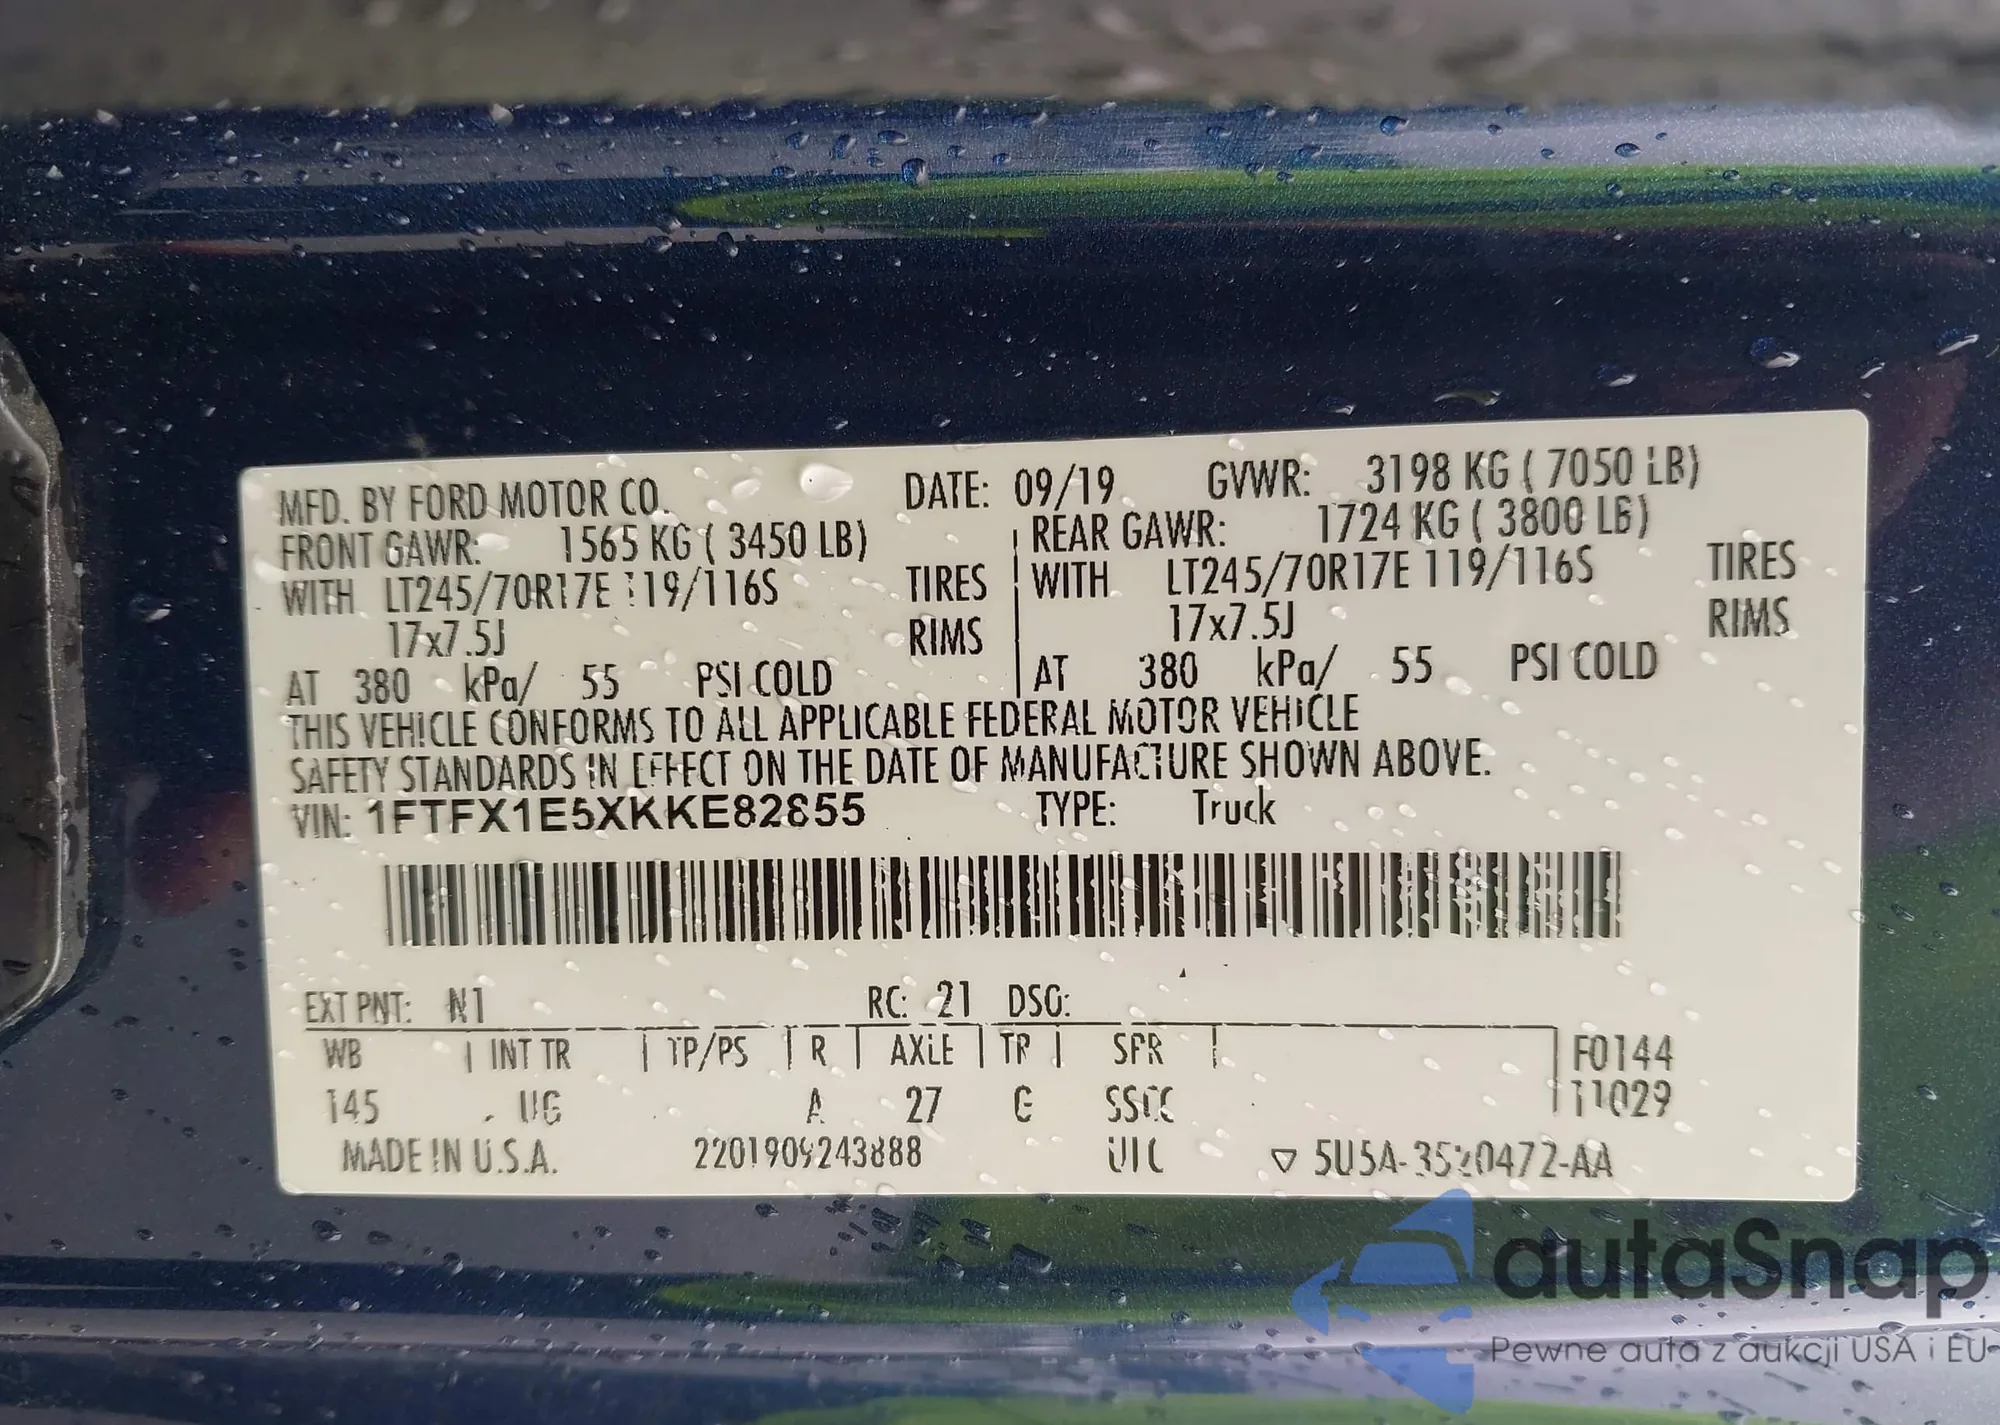 MFD. BY FORD MOTOR CO. DATE: 09/19 GVWR: 3198 KG ( 7050 LB)
FRONT GAWR: 1565 KG ( 3450 LB) REAR GAWR: 1724 KG ( 3800 LB)
WITH LT245/70R17E 119/116S TIRES WITH LT245/70R17E 119/116S TIRES
17x7.5J RIMS 17x7.5J RIMS
AT 380 kPa/ 55 PSI COLD AT 380 kPa/ 55 PSI COLD
THIS VEHICLE CONFORMS TO ALL APPLICABLE FEDERAL MOTOR VEHICLE
SAFETY STANDARDS IN EFFECT ON THE DATE OF MANUFACTURE SHOWN ABOVE.
VIN: 1FTFX1E5XKKE82855 TYPE: Truck
EXT PNT: N1 RC: 21 DSO:
WB INT TR TP/PS R AXLE TR SPR F0144
145 UG A 27 G 11029
MADE IN U.S.A. 2201909243888 5U5A-3520472-AA
autaSnap
Pewne auta z aukcji USA i EU